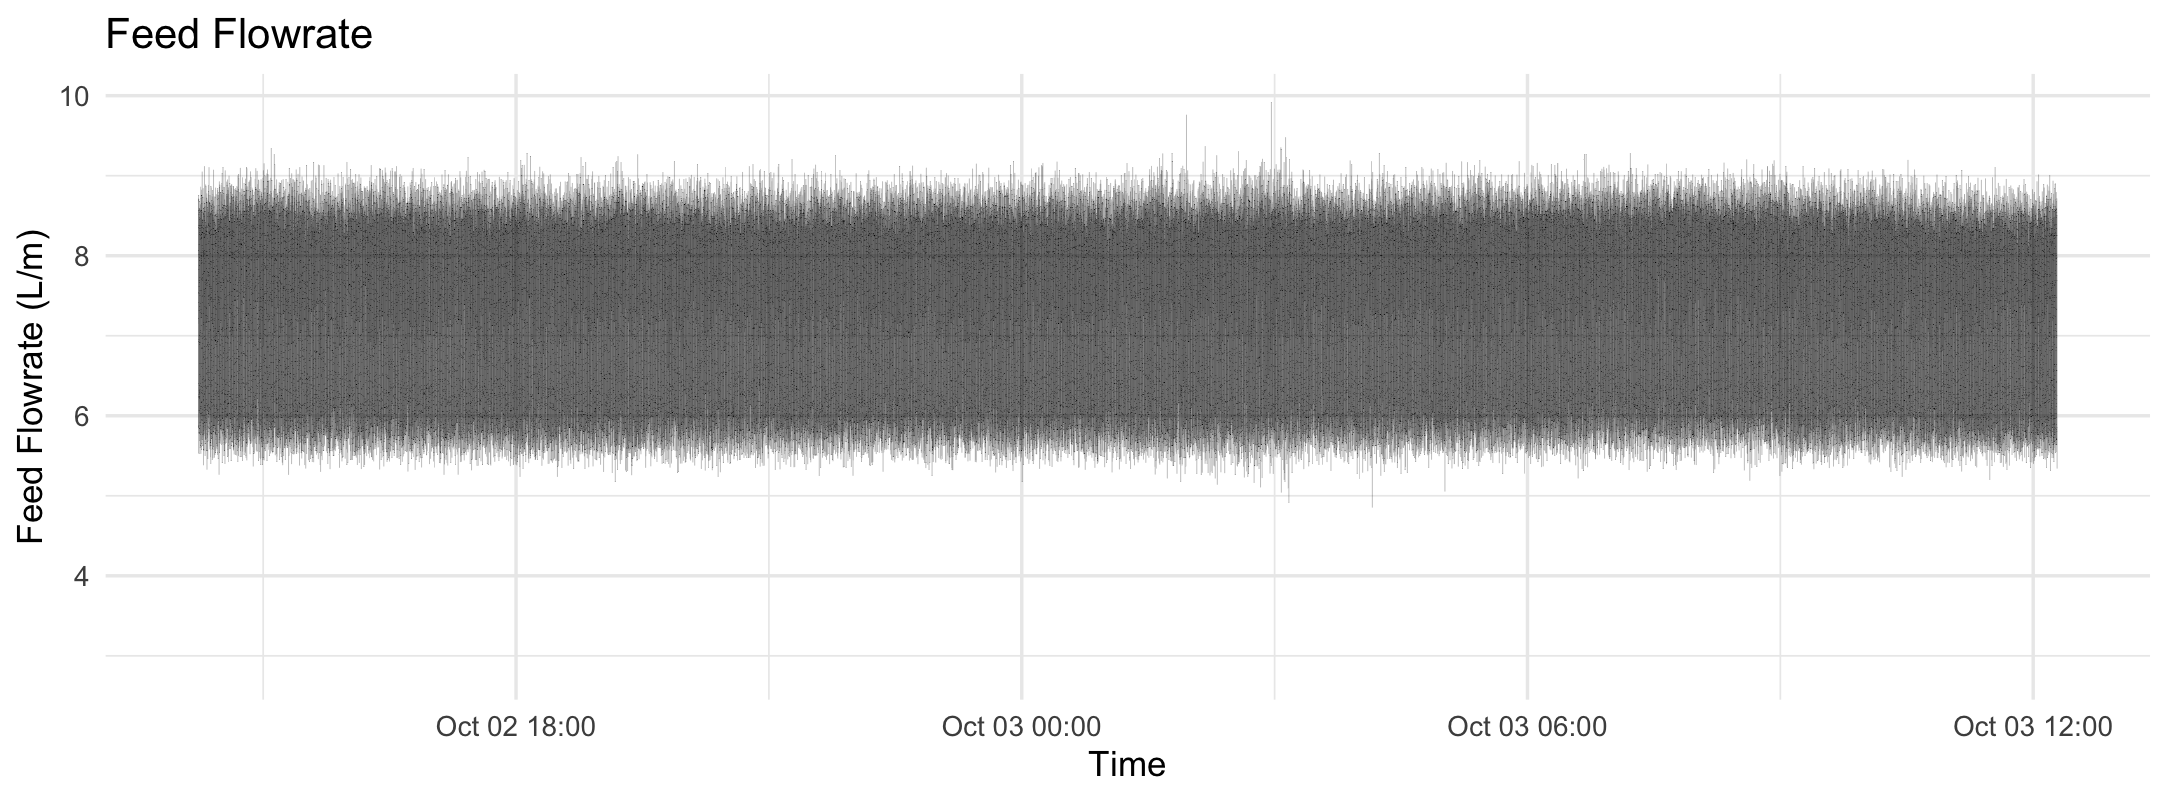 Feed Flowrate
Feed Flowrate (L/m)
10
8
6
4
Oct 02 18:00
Oct 03 00:00
Oct 03 06:00
Oct 03 12:00
Time